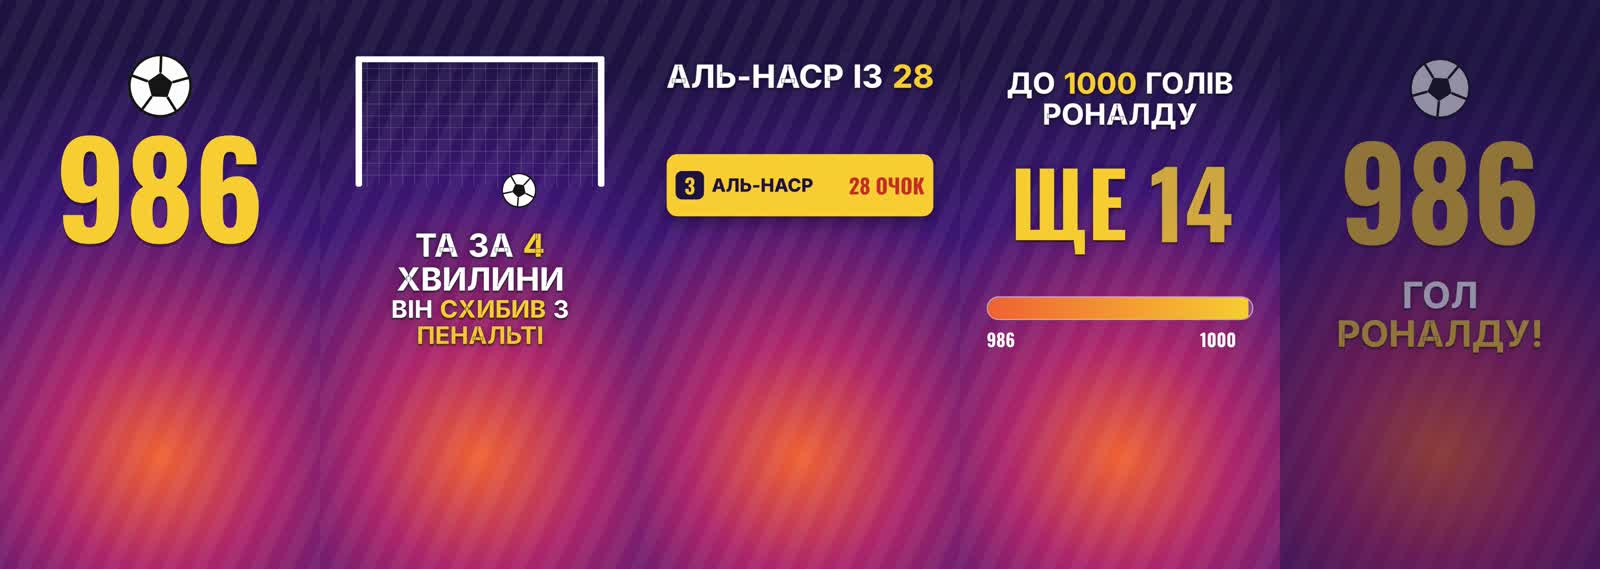 986
ТА ЗА 4
ХВИЛИНИ
ВІН СХИБИВ З
ПЕНАЛЬТІ
АЛЬ-НАСР ІЗ 28
3 АЛЬ-НАСР 28 ОЧОК
ДО 1000 ГОЛІВ
РОНАЛДУ
ЩЕ 14
986 1000
986
ГОЛ
РОНАЛДУ!